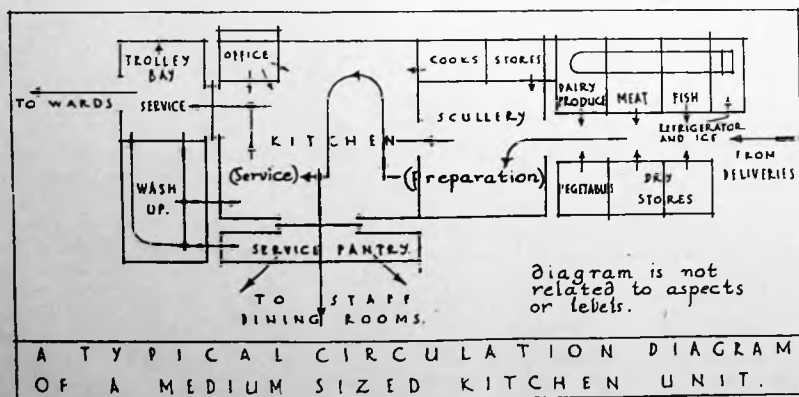 TROLLEY
BAY
OFFICE
COOKS
STORES
TO WARDS
SERVICE
DAIRY
PRODUCE
MEAT
FISH
SCULLERY
REFRIGERATOR
AND ICE
KITCHEN
FROM
DELIVERIES
(Service)
(Preparation)
WASH
UP.
VEGETABLES
DRY
STORES
SERVICE PANTRY.
TO STAFF
DINING ROOMS.
diagram is not
related to aspects
or levels.
A TYPICAL CIRCULATION DIAGRAM
OF A MEDIUM SIZED KITCHEN UNIT.